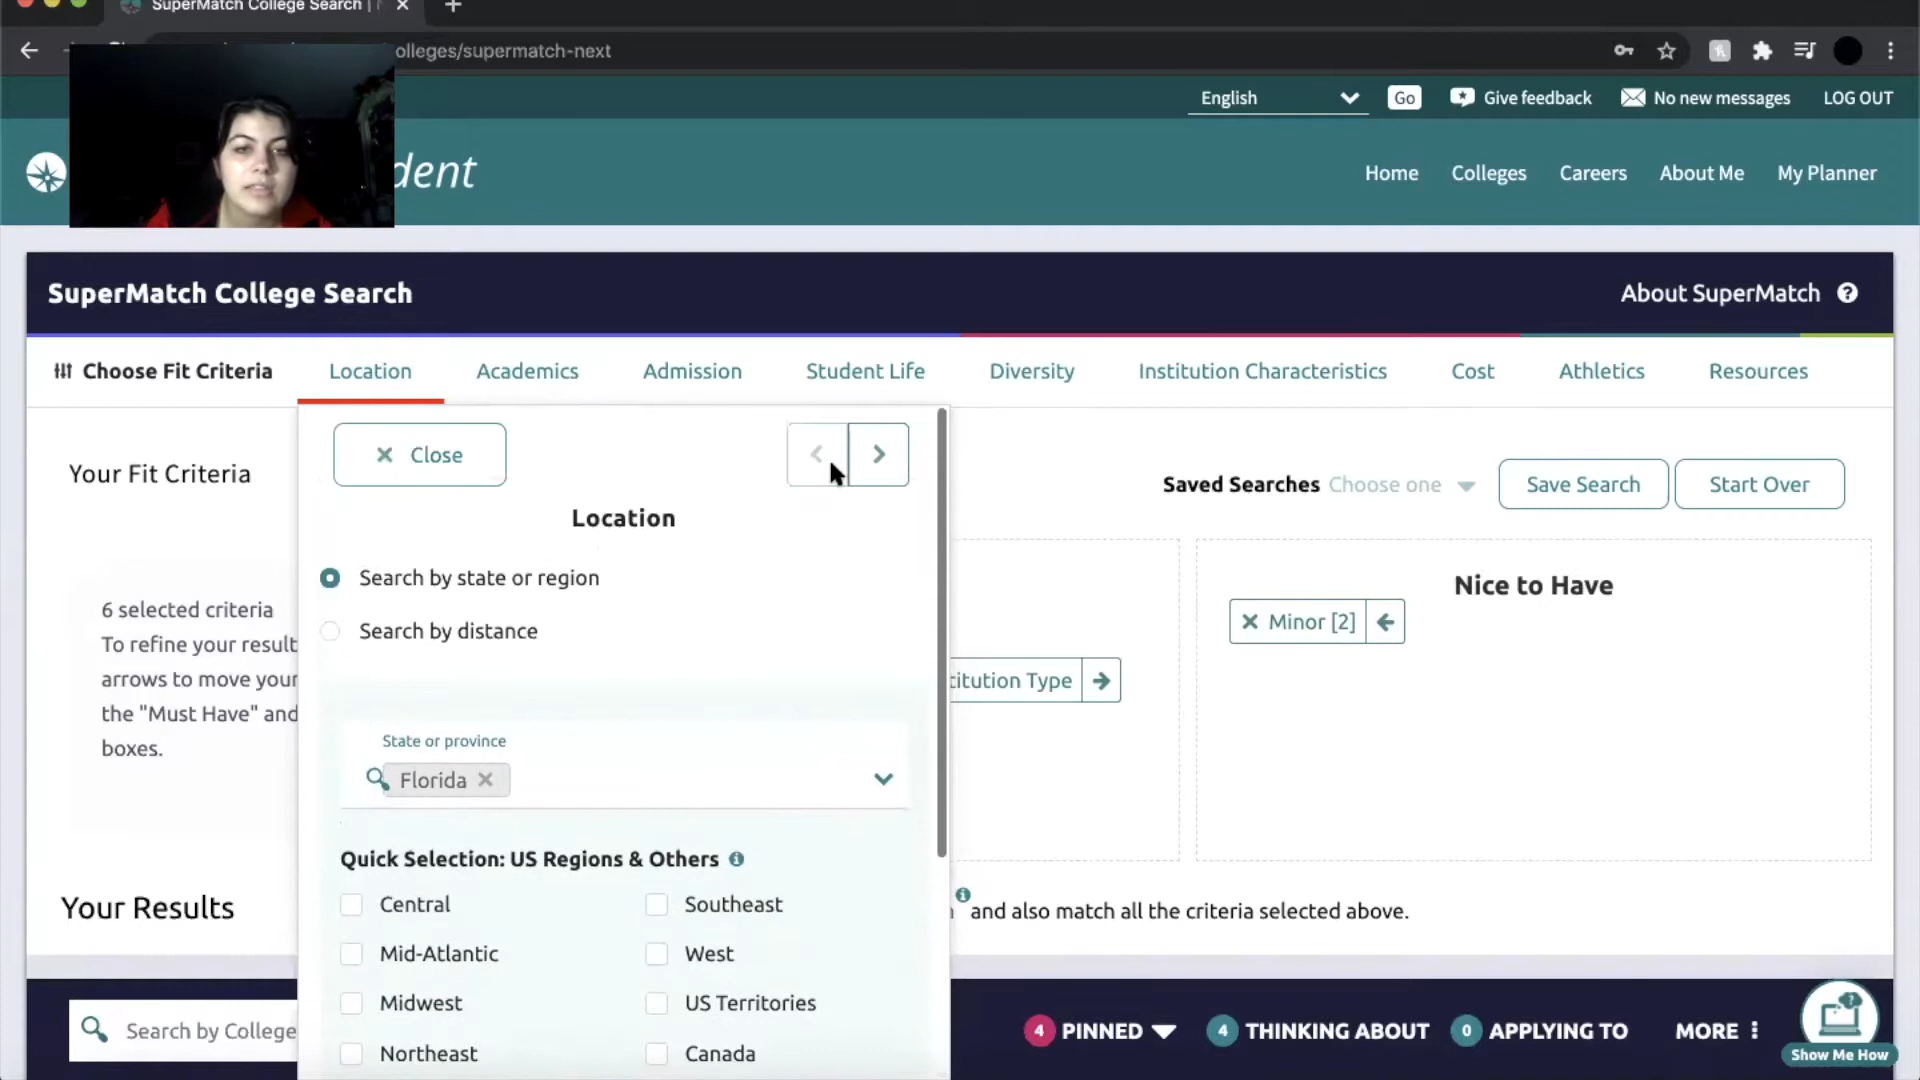 SuperMatch College Search |
olleges/supermatch-next
English
Go
Give feedback
No new messages
LOG OUT
dent
Home
Colleges
Careers
About Me
My Planner
SuperMatch College Search
About SuperMatch
Choose Fit Criteria
Location
Academics
Admission
Student Life
Diversity
Institution Characteristics
Cost
Athletics
Resources
Your Fit Criteria
Close
Saved Searches Choose one
Save Search
Start Over
Location
Search by state or region
Search by distance
6 selected criteria
To refine your result
arrows to move your
the "Must Have" and
boxes.
Nice to Have
Minor [2]
titution Type
State or province
Florida
Quick Selection: US Regions & Others
Central
Southeast
Mid-Atlantic
West
Midwest
US Territories
Northeast
Canada
Your Results
and also match all the criteria selected above.
Search by College
4 PINNED
4 THINKING ABOUT
0 APPLYING TO
MORE
Show Me How